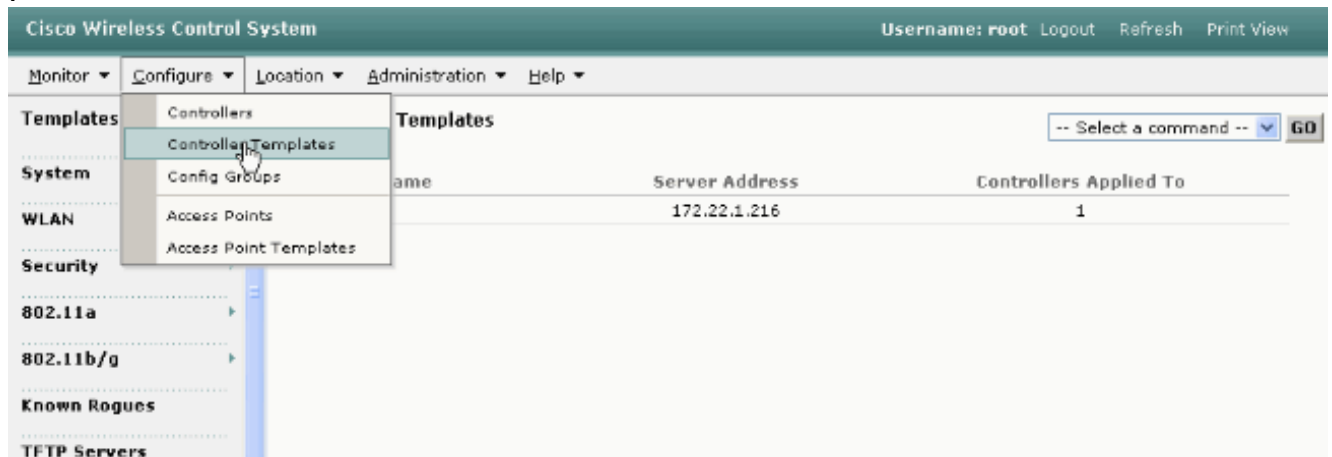 Cisco Wireless Control System Username: root Logout Refresh Print View
Monitor Configure Location Administration Help
Templates
Controllers
Controller Templates
Config Groups
Access Points
Access Point Templates
Templates
-- Select a command -- GO
ame Server Address Controllers Applied To
172.22.1.216 1
System
WLAN
Security
802.11a
802.11b/g
Known Rogues
TFTP Servers